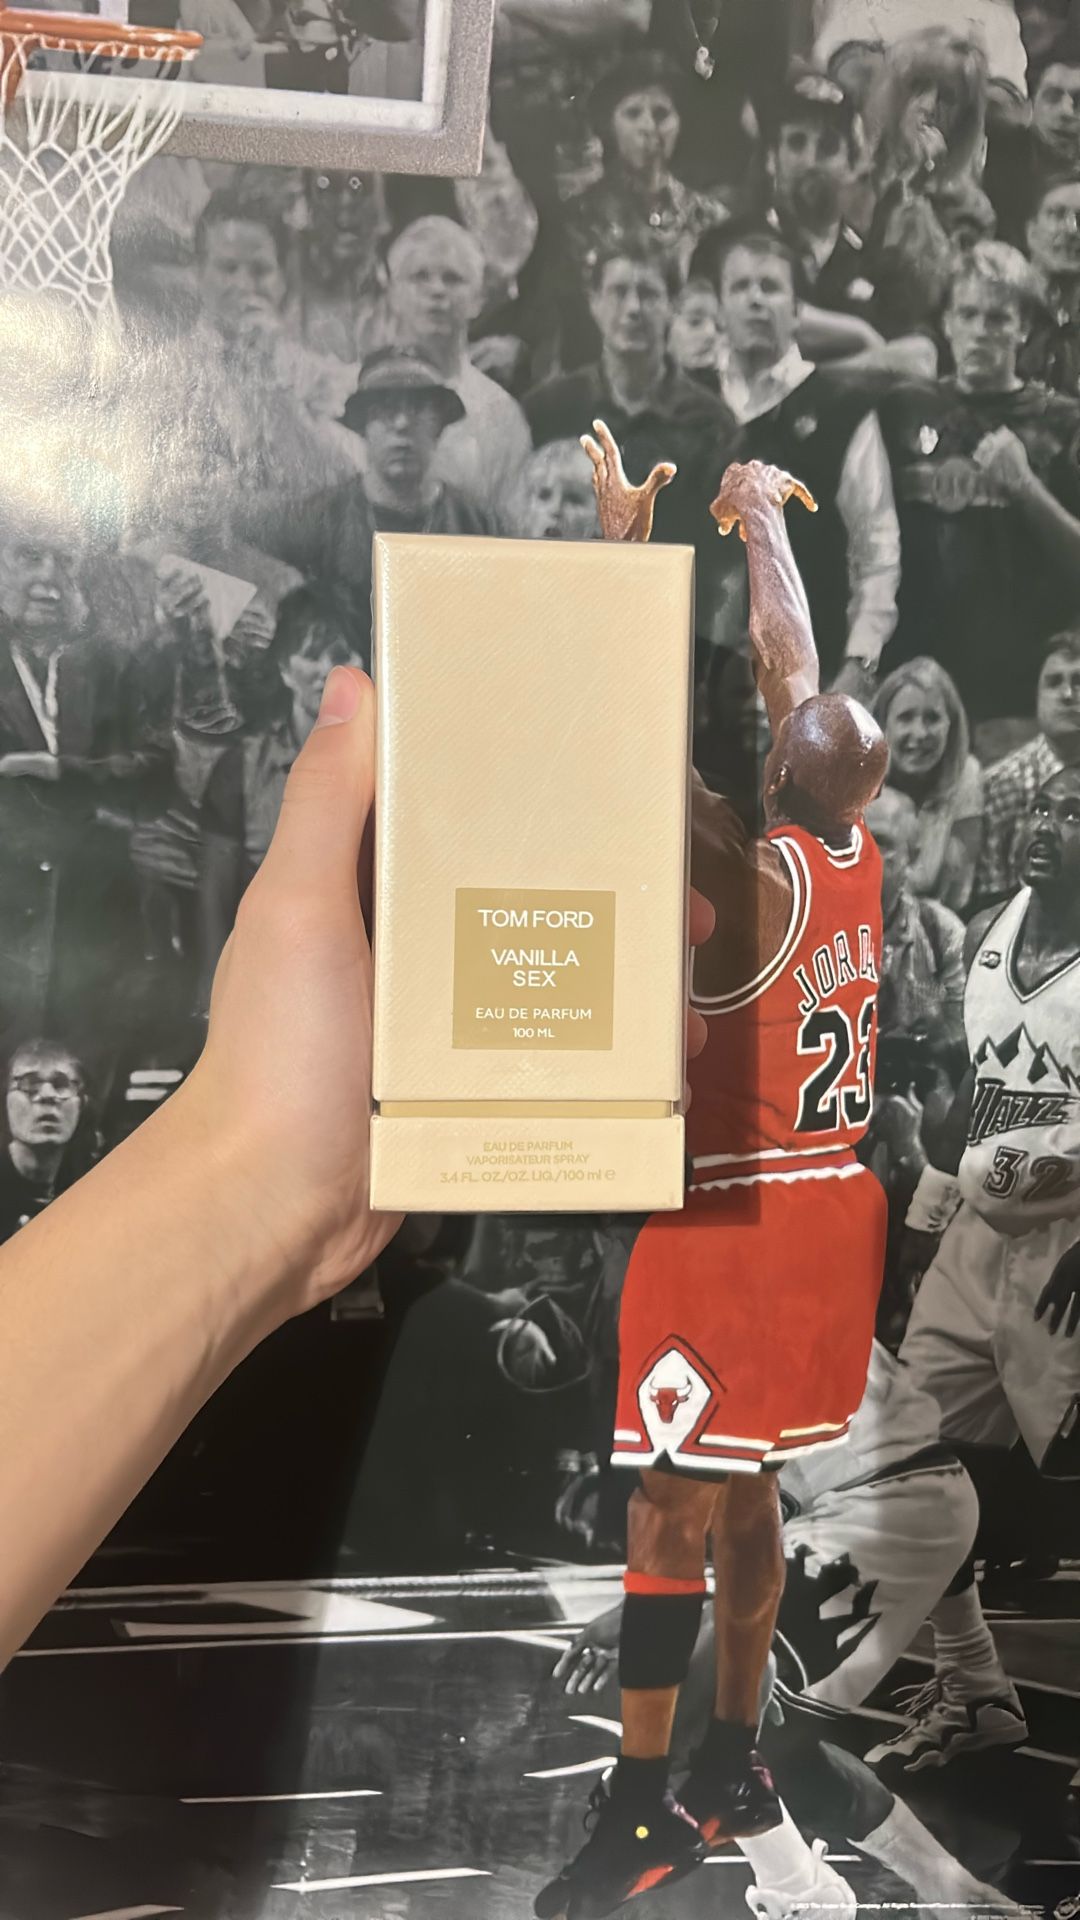 TOM FORD
VANILLA
SEX
EAU DE PARFUM
100 ML
EAU DE PARFUM
VAPORISATEUR SPRAY
3.4 FL. OZ./OZ. LIQ./100 ml ℮
JORDA
23
JAZZ
32